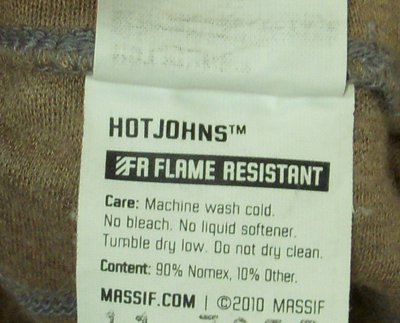 HOTJOHNS™
FR FLAME RESISTANT
Care: Machine wash cold.
No bleach. No liquid softener.
Tumble dry low. Do not dry clean.
Content: 90% Nomex, 10% Other.
MASSIF.COM | ©2010 MASSIF